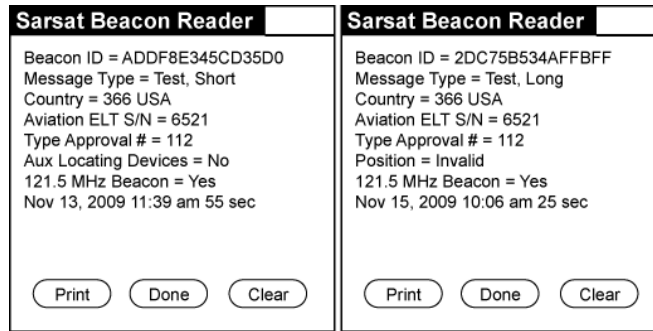 Sarsat Beacon Reader
Beacon ID = ADDF8E345CD35D0
Message Type = Test, Short
Country = 366 USA
Aviation ELT S/N = 6521
Type Approval # = 112
Aux Locating Devices = No
121.5 MHz Beacon = Yes
Nov 13, 2009 11:39 am 55 sec
Print
Done
Clear
Sarsat Beacon Reader
Beacon ID = 2DC75B534AFFBFF
Message Type = Test, Long
Country = 366 USA
Aviation ELT S/N = 6521
Type Approval # = 112
Position = Invalid
121.5 MHz Beacon = Yes
Nov 15, 2009 10:06 am 25 sec
Print
Done
Clear